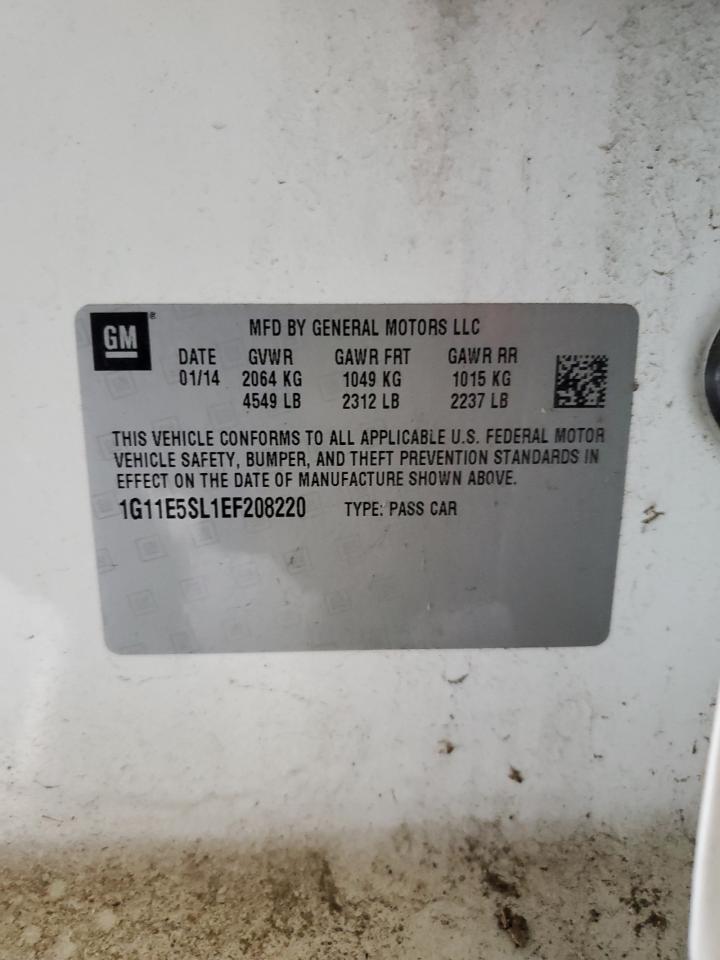 GM ®
MFD BY GENERAL MOTORS LLC
DATE GVWR GAWR FRT GAWR RR
01/14 2064 KG 1049 KG 1015 KG
4549 LB 2312 LB 2237 LB
THIS VEHICLE CONFORMS TO ALL APPLICABLE U.S. FEDERAL MOTOR
VEHICLE SAFETY, BUMPER, AND THEFT PREVENTION STANDARDS IN
EFFECT ON THE DATE OF MANUFACTURE SHOWN ABOVE.
1G11E5SL1EF208220 TYPE: PASS CAR